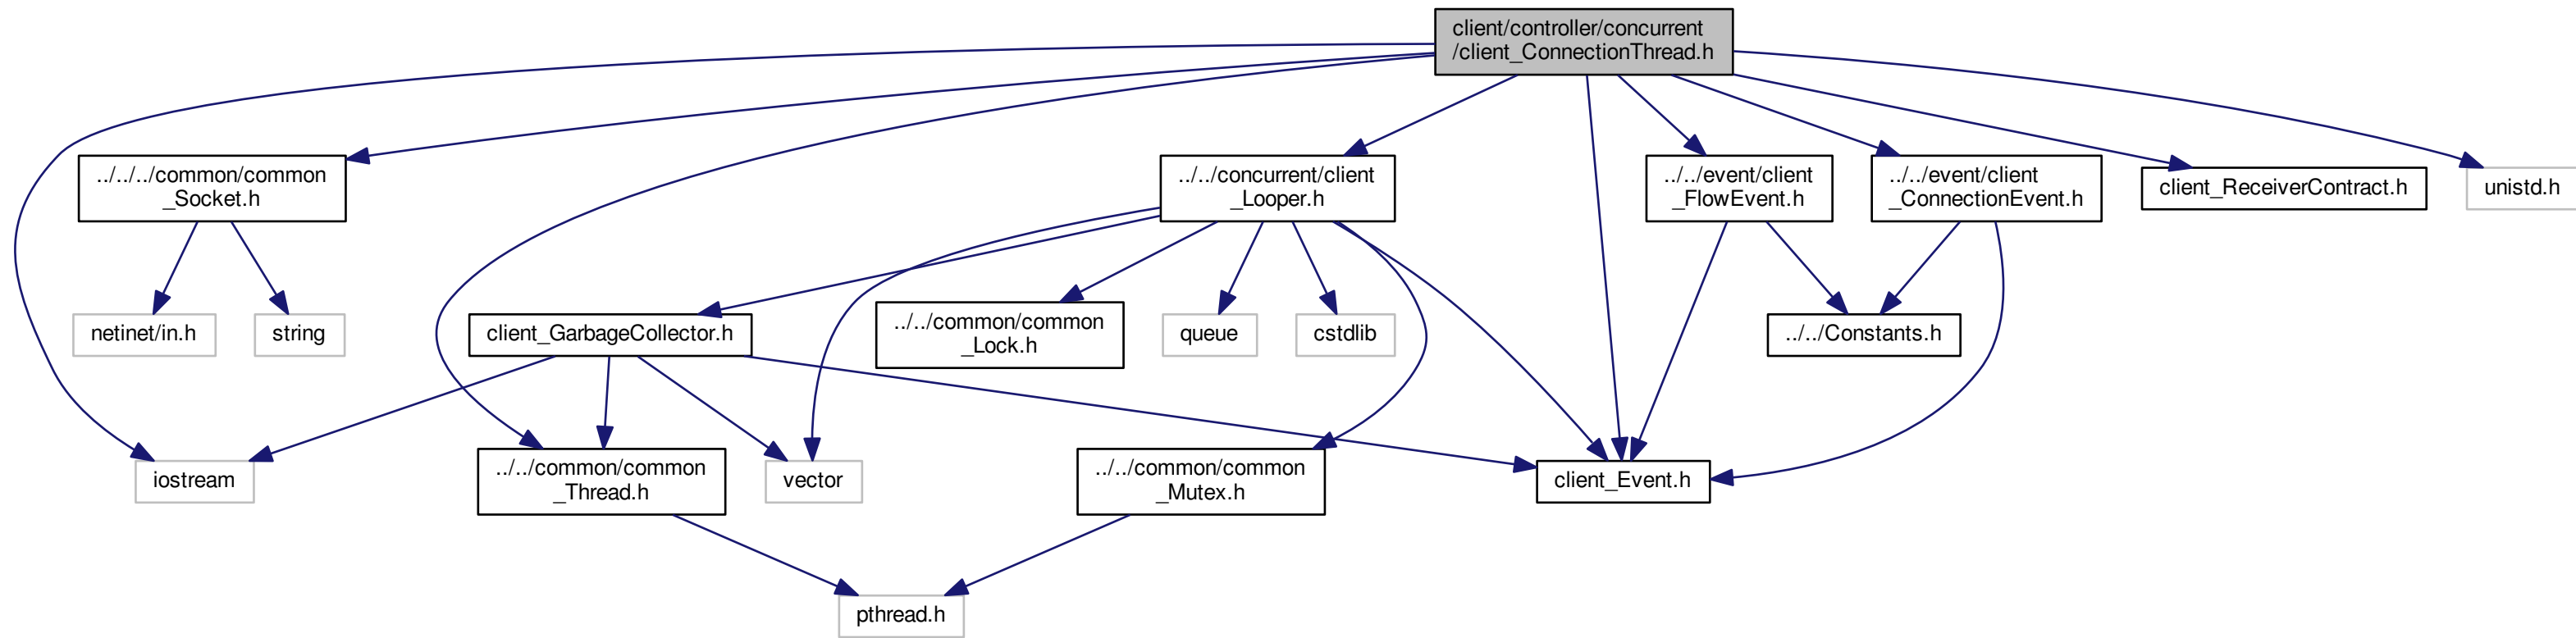 client/controller/concurrent
/client_ConnectionThread.h
../../../common/common
_Socket.h
../../concurrent/client
_Looper.h
../../event/client
_FlowEvent.h
../../event/client
_ConnectionEvent.h
client_ReceiverContract.h
unistd.h
netinet/in.h
string
client_GarbageCollector.h
../../common/common
_Lock.h
queue
cstdlib
../../Constants.h
iostream
../../common/common
_Thread.h
vector
../../common/common
_Mutex.h
client_Event.h
pthread.h